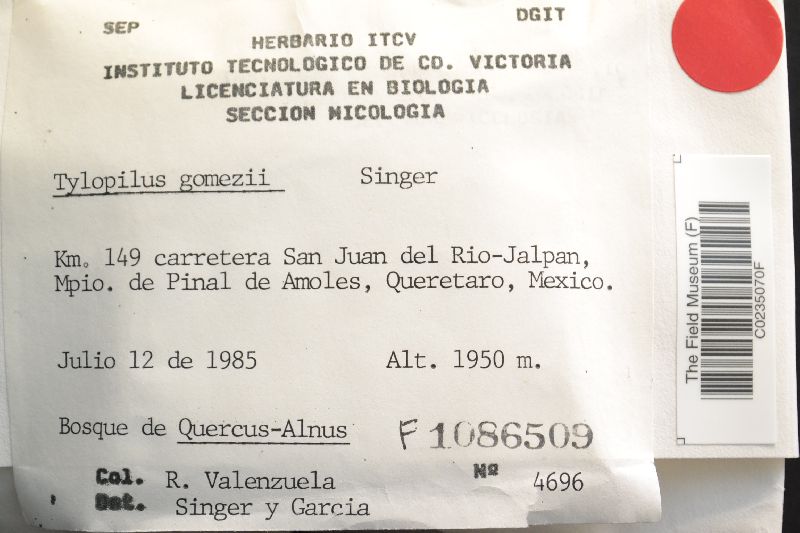 SEP DGIT
HERBARIO ITCV
INSTITUTO TECNOLOGICO DE CD. VICTORIA
LICENCIATURA EN BIOLOGIA
SECCION MICOLOGIA
Tylopilus gomezii Singer
Km. 149 carretera San Juan del Rio-Jalpan,
Mpio. de Pinal de Amoles, Queretaro, Mexico.
Julio 12 de 1985 Alt. 1950 m.
Bosque de Quercus-Alnus F 1086509
Col. R. Valenzuela Nº 4696
Det. Singer y Garcia
The Field Museum (F)
C0235070F